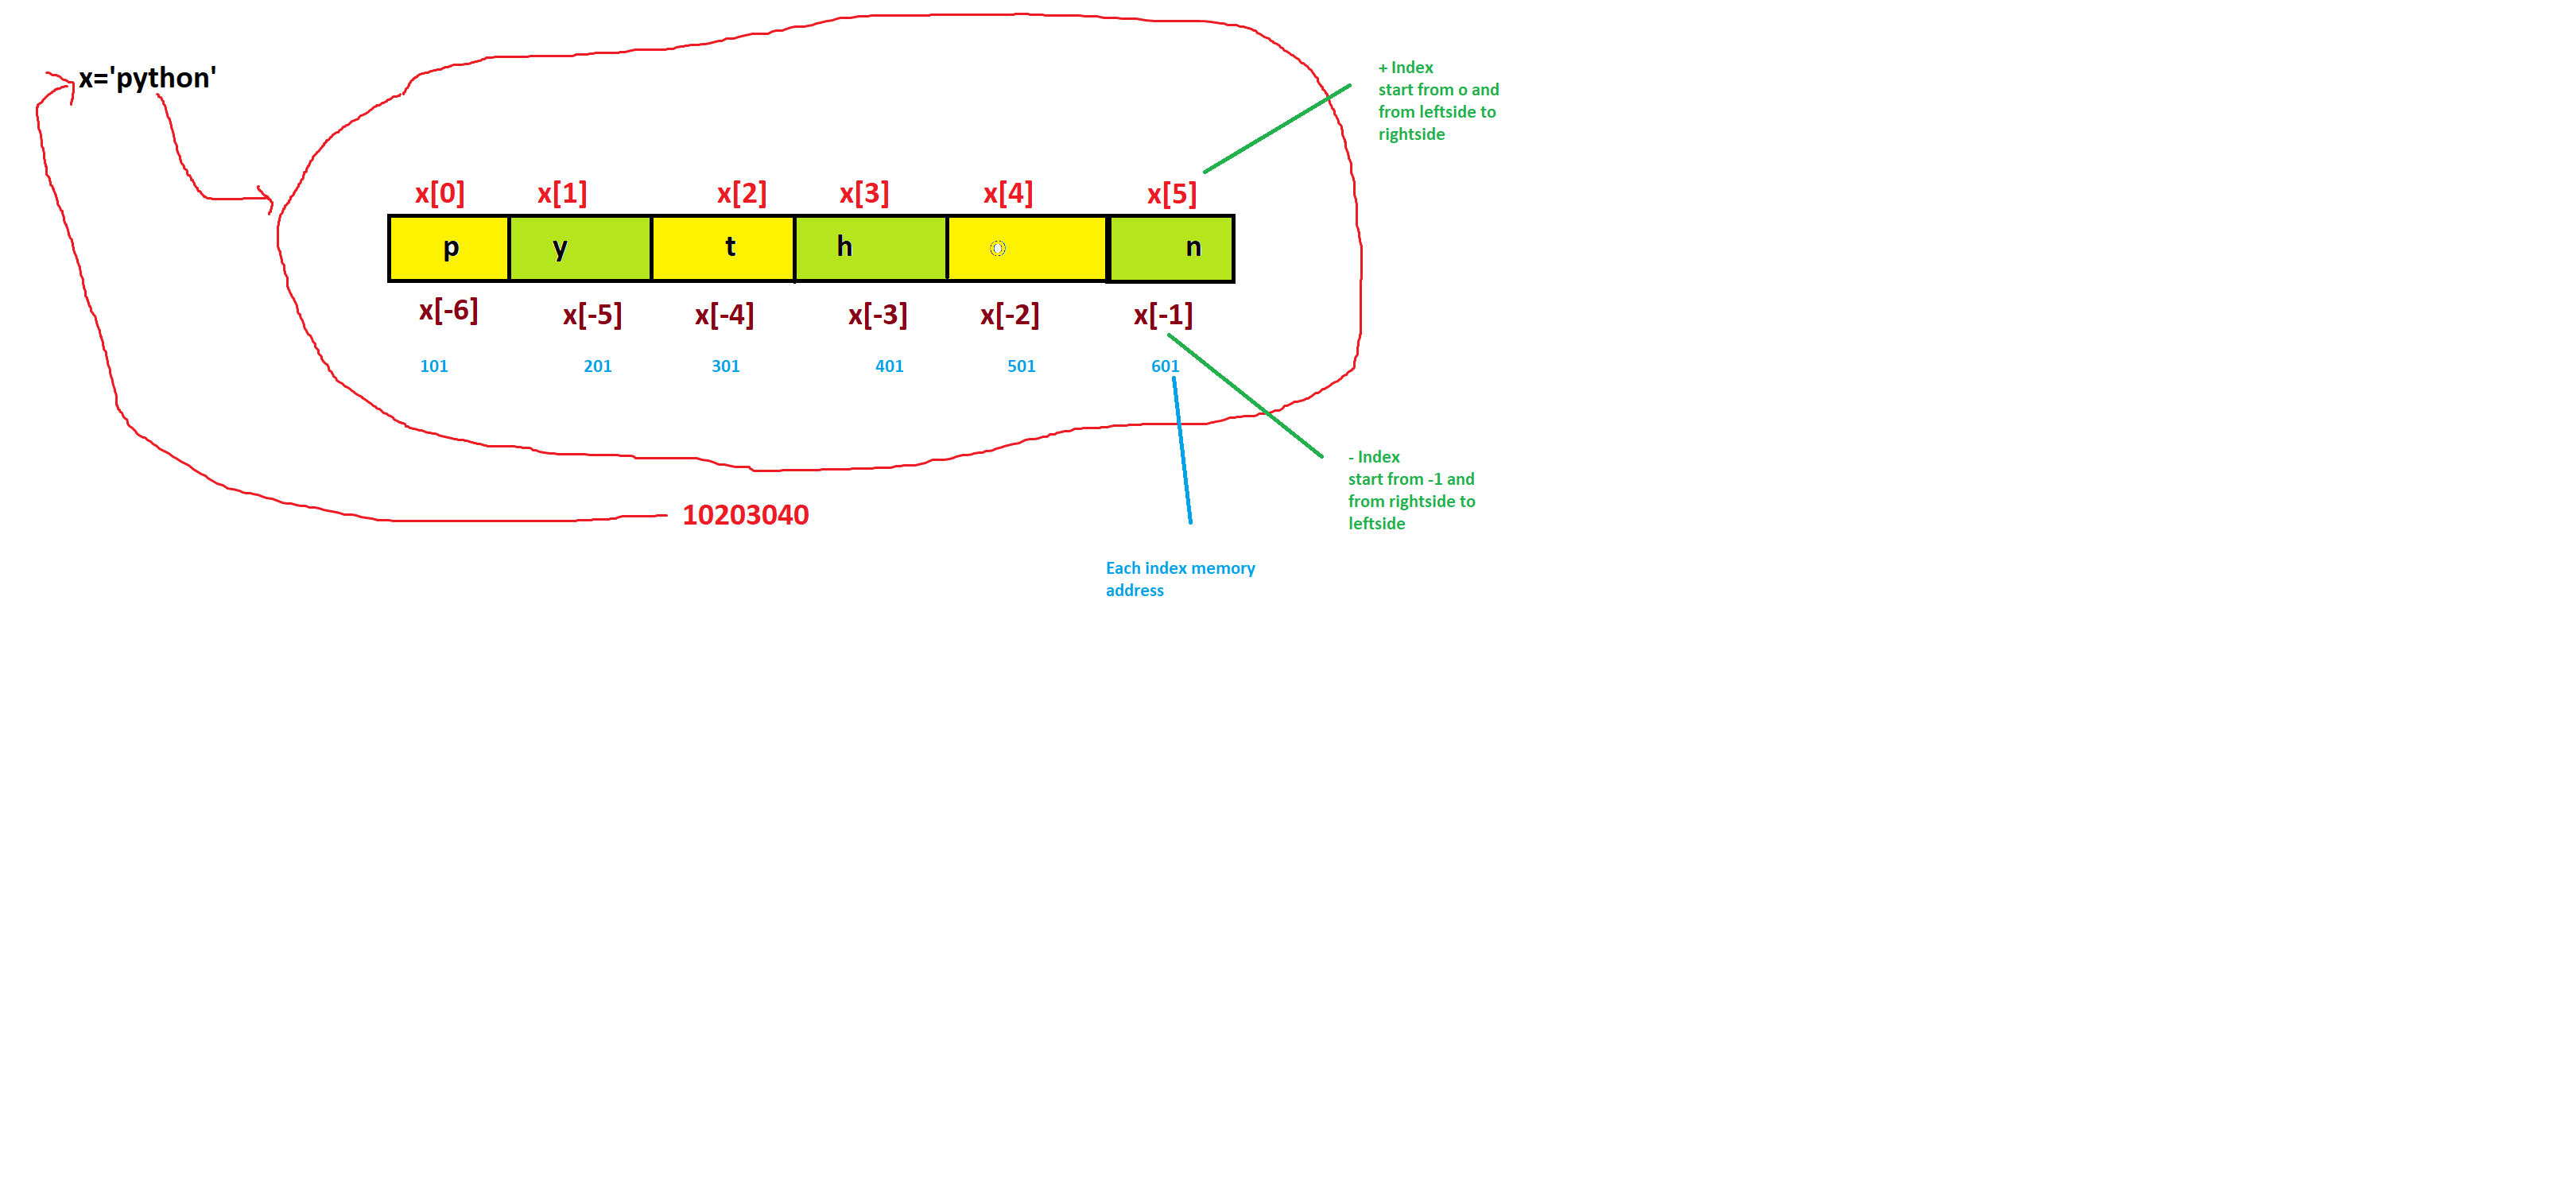 x='python'
+ Index
start from o and
from leftside to
rightside
x[0] x[1] x[2] x[3] x[4] x[5]
p y t h o n
x[-6] x[-5] x[-4] x[-3] x[-2] x[-1]
101 201 301 401 501 601
- Index
start from -1 and
from rightside to
leftside
10203040
Each index memory
address